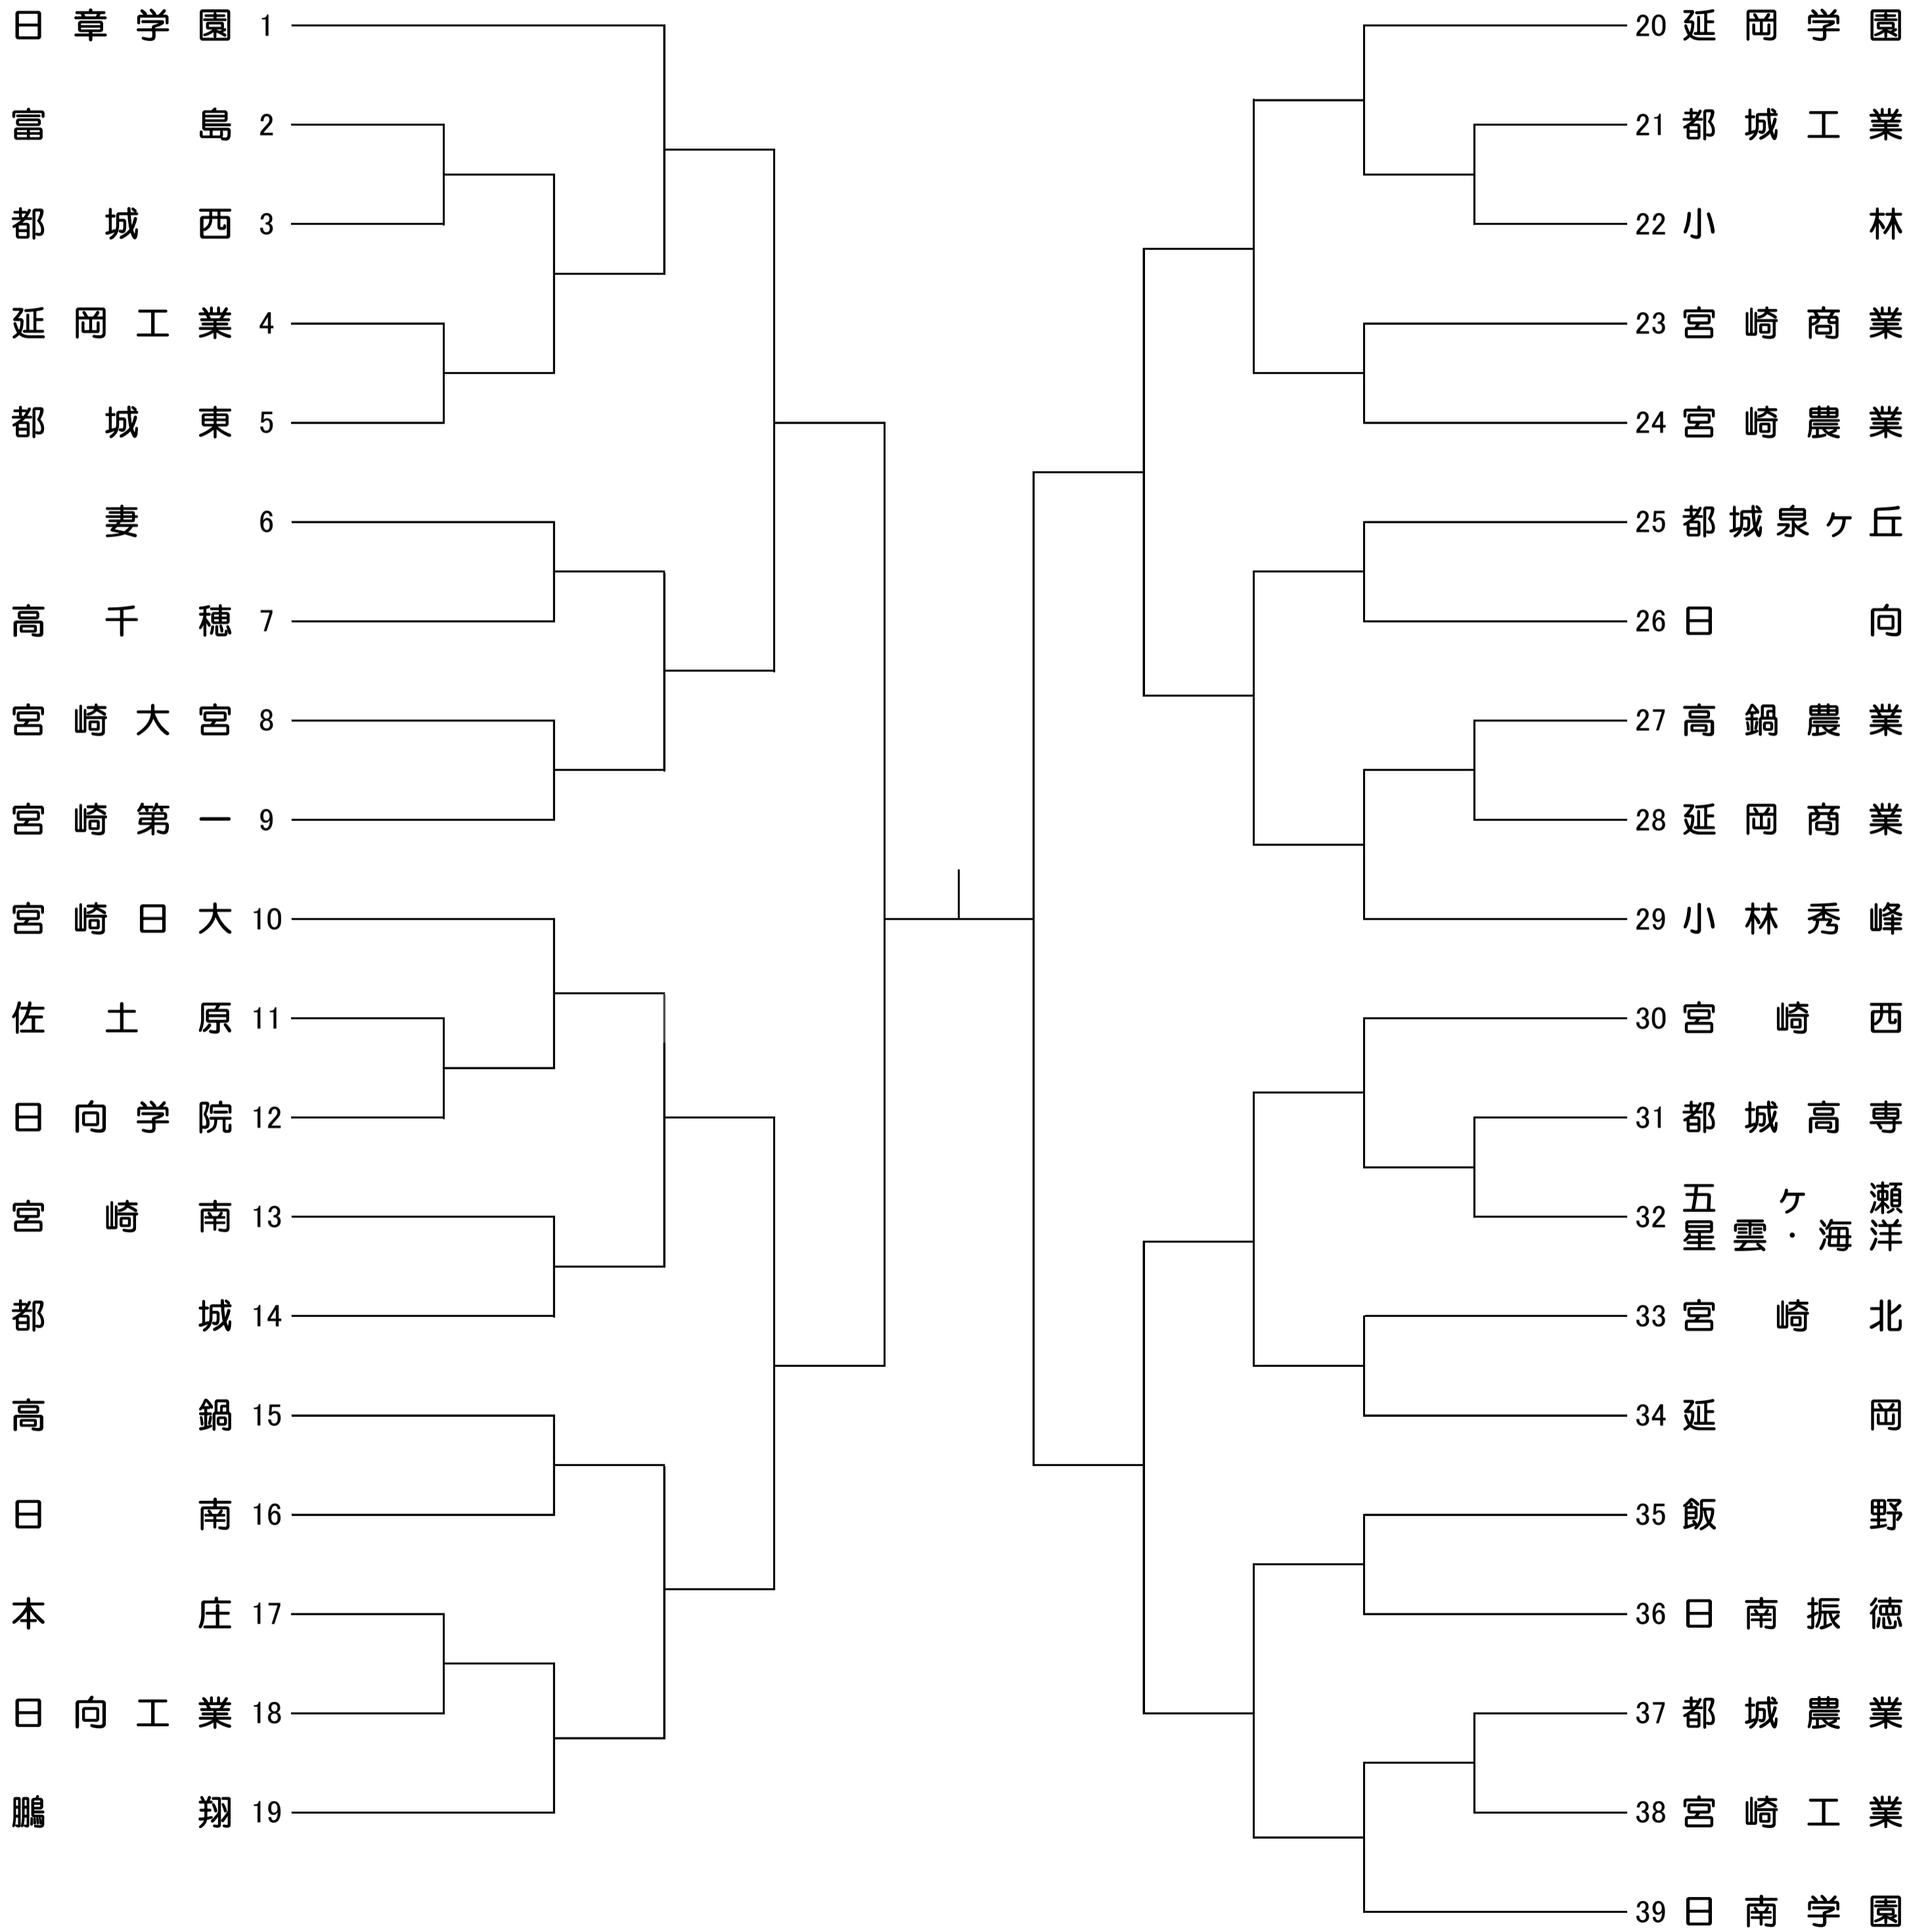 日章学園 1
富島 2
都城西 3
延岡工業 4
都城東 5
妻 6
高千穂 7
宮崎大宮 8
宮崎第一 9
宮崎日大 10
佐土原 11
日向学院 12
宮崎南 13
都城 14
高鍋 15
日南 16
本庄 17
日向工業 18
鵬翔 19
20 延岡学園
21 都城工業
22 小林
23 宮崎商業
24 宮崎農業
25 都城泉ヶ丘
26 日向
27 高鍋農業
28 延岡商業
29 小林秀峰
30 宮崎西
31 都城高専
32 五ヶ瀬
星雲・海洋
33 宮崎北
34 延岡
35 飯野
36 日南振徳
37 都城農業
38 宮崎工業
39 日南学園